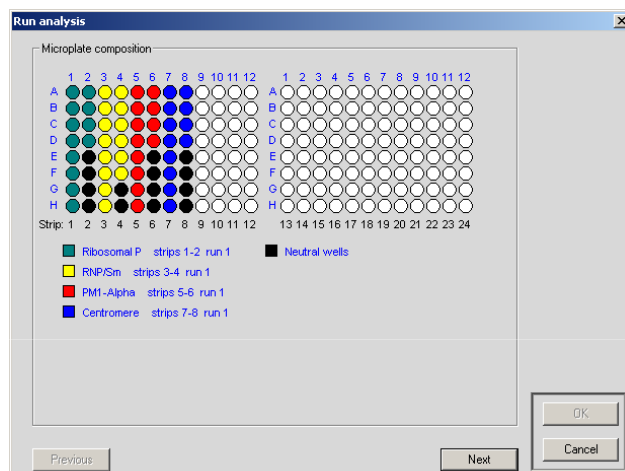 Run analysis
Microplate composition
1 2 3 4 5 6 7 8 9 10 11 12
1 2 3 4 5 6 7 8 9 10 11 12
A A
B B
C C
D D
E E
F F
G G
H H
Strip: 1 2 3 4 5 6 7 8 9 10 11 12
13 14 15 16 17 18 19 20 21 22 23 24
Ribosomal P strips 1-2 run 1
Neutral wells
RNP/Sm strips 3-4 run 1
PM1-Alpha strips 5-6 run 1
Centromere strips 7-8 run 1
OK
Cancel
Previous
Next